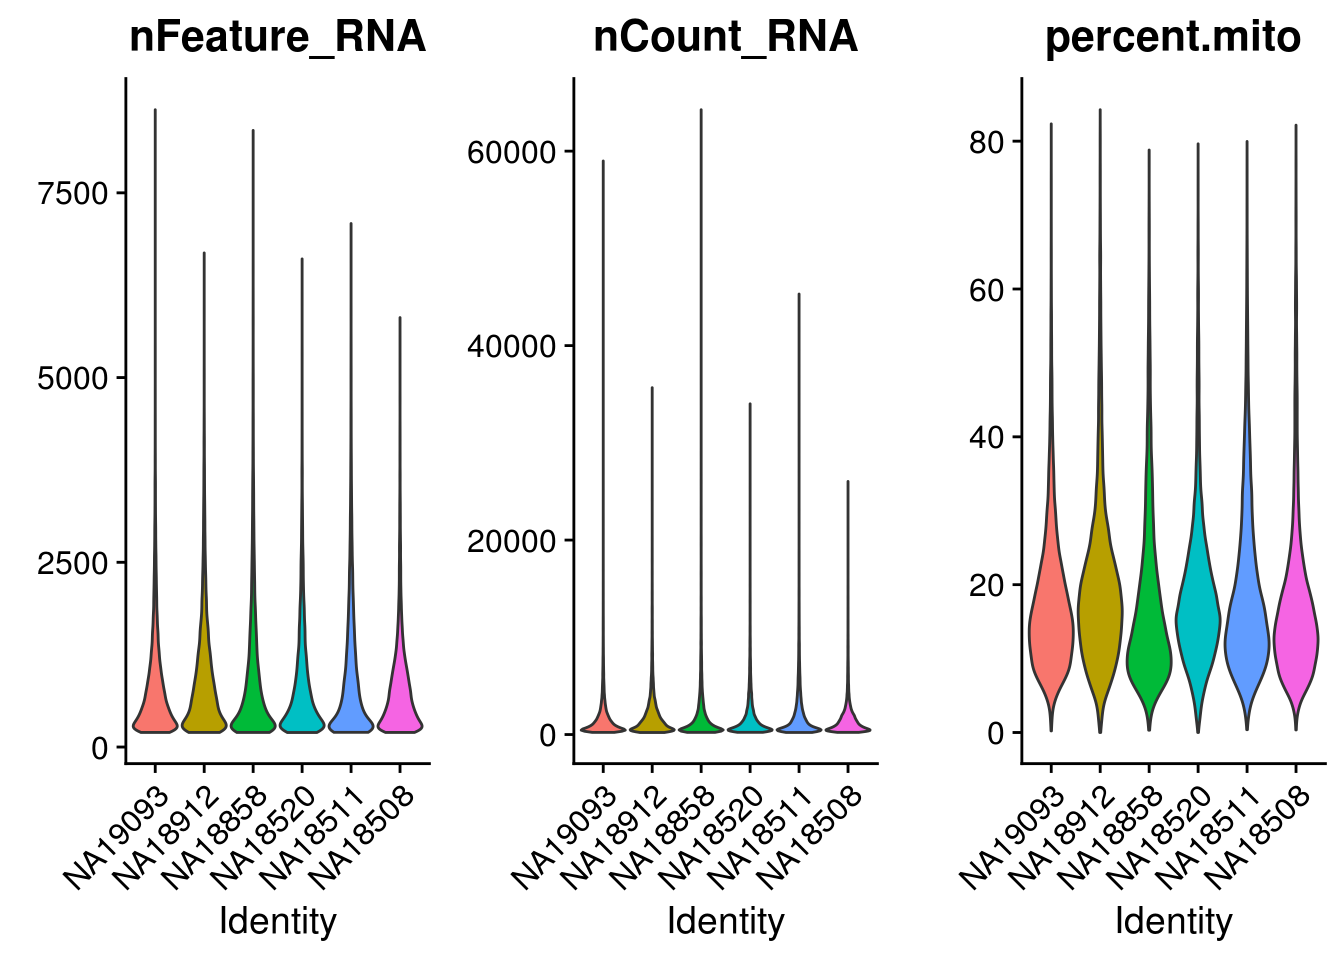 nFeature_RNA
7500
5000
2500
0
NA19093
NA18912
NA18858
NA18520
NA18511
NA18508
Identity
nCount_RNA
60000
40000
20000
0
NA19093
NA18912
NA18858
NA18520
NA18511
NA18508
Identity
percent.mito
80
60
40
20
0
NA19093
NA18912
NA18858
NA18520
NA18511
NA18508
Identity